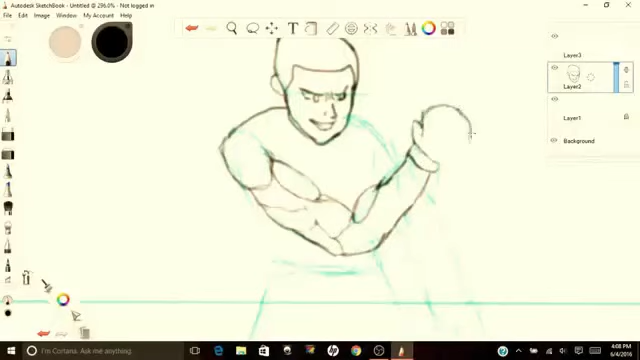 Autodesk SketchBook - Untitled @ 296.0% - Not logged in
File Edit Image Window My Account Help
T
Layer3
Layer2
Layer1
Background
I'm Cortana. Ask me anything.
4:08 PM
6/4/2016